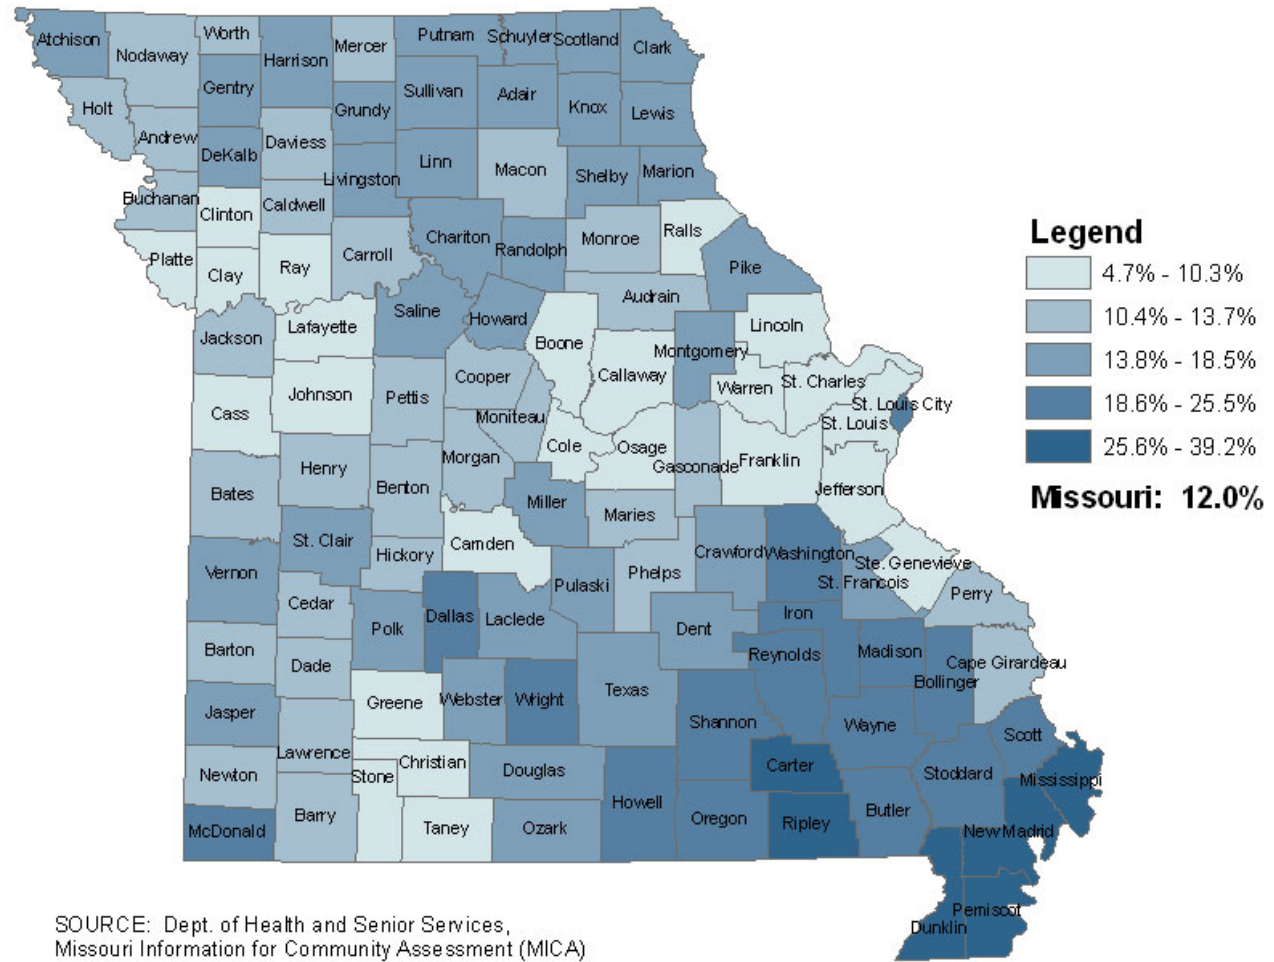 Atchison
Nodaway
Worth
Harrison
Mercer
Putnam
Schuyler
Scotland
Clark
Gentry
Sullivan
Adair
Knox
Lewis
Holt
Grundy
Andrew
Daviess
DeKalb
Linn
Macon
Shelby
Marion
Livingston
Buchanan
Clinton
Caldwell
Chariton
Randolph
Monroe
Ralls
Platte
Clay
Ray
Carroll
Pike
Audrain
Saline
Howard
Lincoln
Jackson
Lafayette
Boone
Montgomery
Callaway
Cooper
Warren
St. Charles
Cass
Johnson
Pettis
Moniteau
St. Louis City
St. Louis
Cole
Osage
Gasconade
Franklin
Morgan
Henry
Benton
Bates
Jefferson
Miller
Maries
St. Clair
Hickory
Camden
Crawford
Washington
Ste. Genevieve
St. Francois
Vernon
Pulaski
Phelps
Perry
Cedar
Dallas
Laclede
Iron
Polk
Dent
Barton
Dade
Reynolds
Madison
Cape Girardeau
Bollinger
Texas
Greene
Webster
Wright
Jasper
Shannon
Wayne
Scott
Lawrence
Christian
Stone
Newton
Douglas
Carter
Stoddard
Mississippi
Howell
Barry
McDonald
Taney
Ozark
Oregon
Ripley
Butler
New Madrid
Pemiscot
Dunklin
Legend
4.7% - 10.3%
10.4% - 13.7%
13.8% - 18.5%
18.6% - 25.5%
25.6% - 39.2%
Missouri: 12.0%
SOURCE: Dept. of Health and Senior Services,
Missouri Information for Community Assessment (MICA)